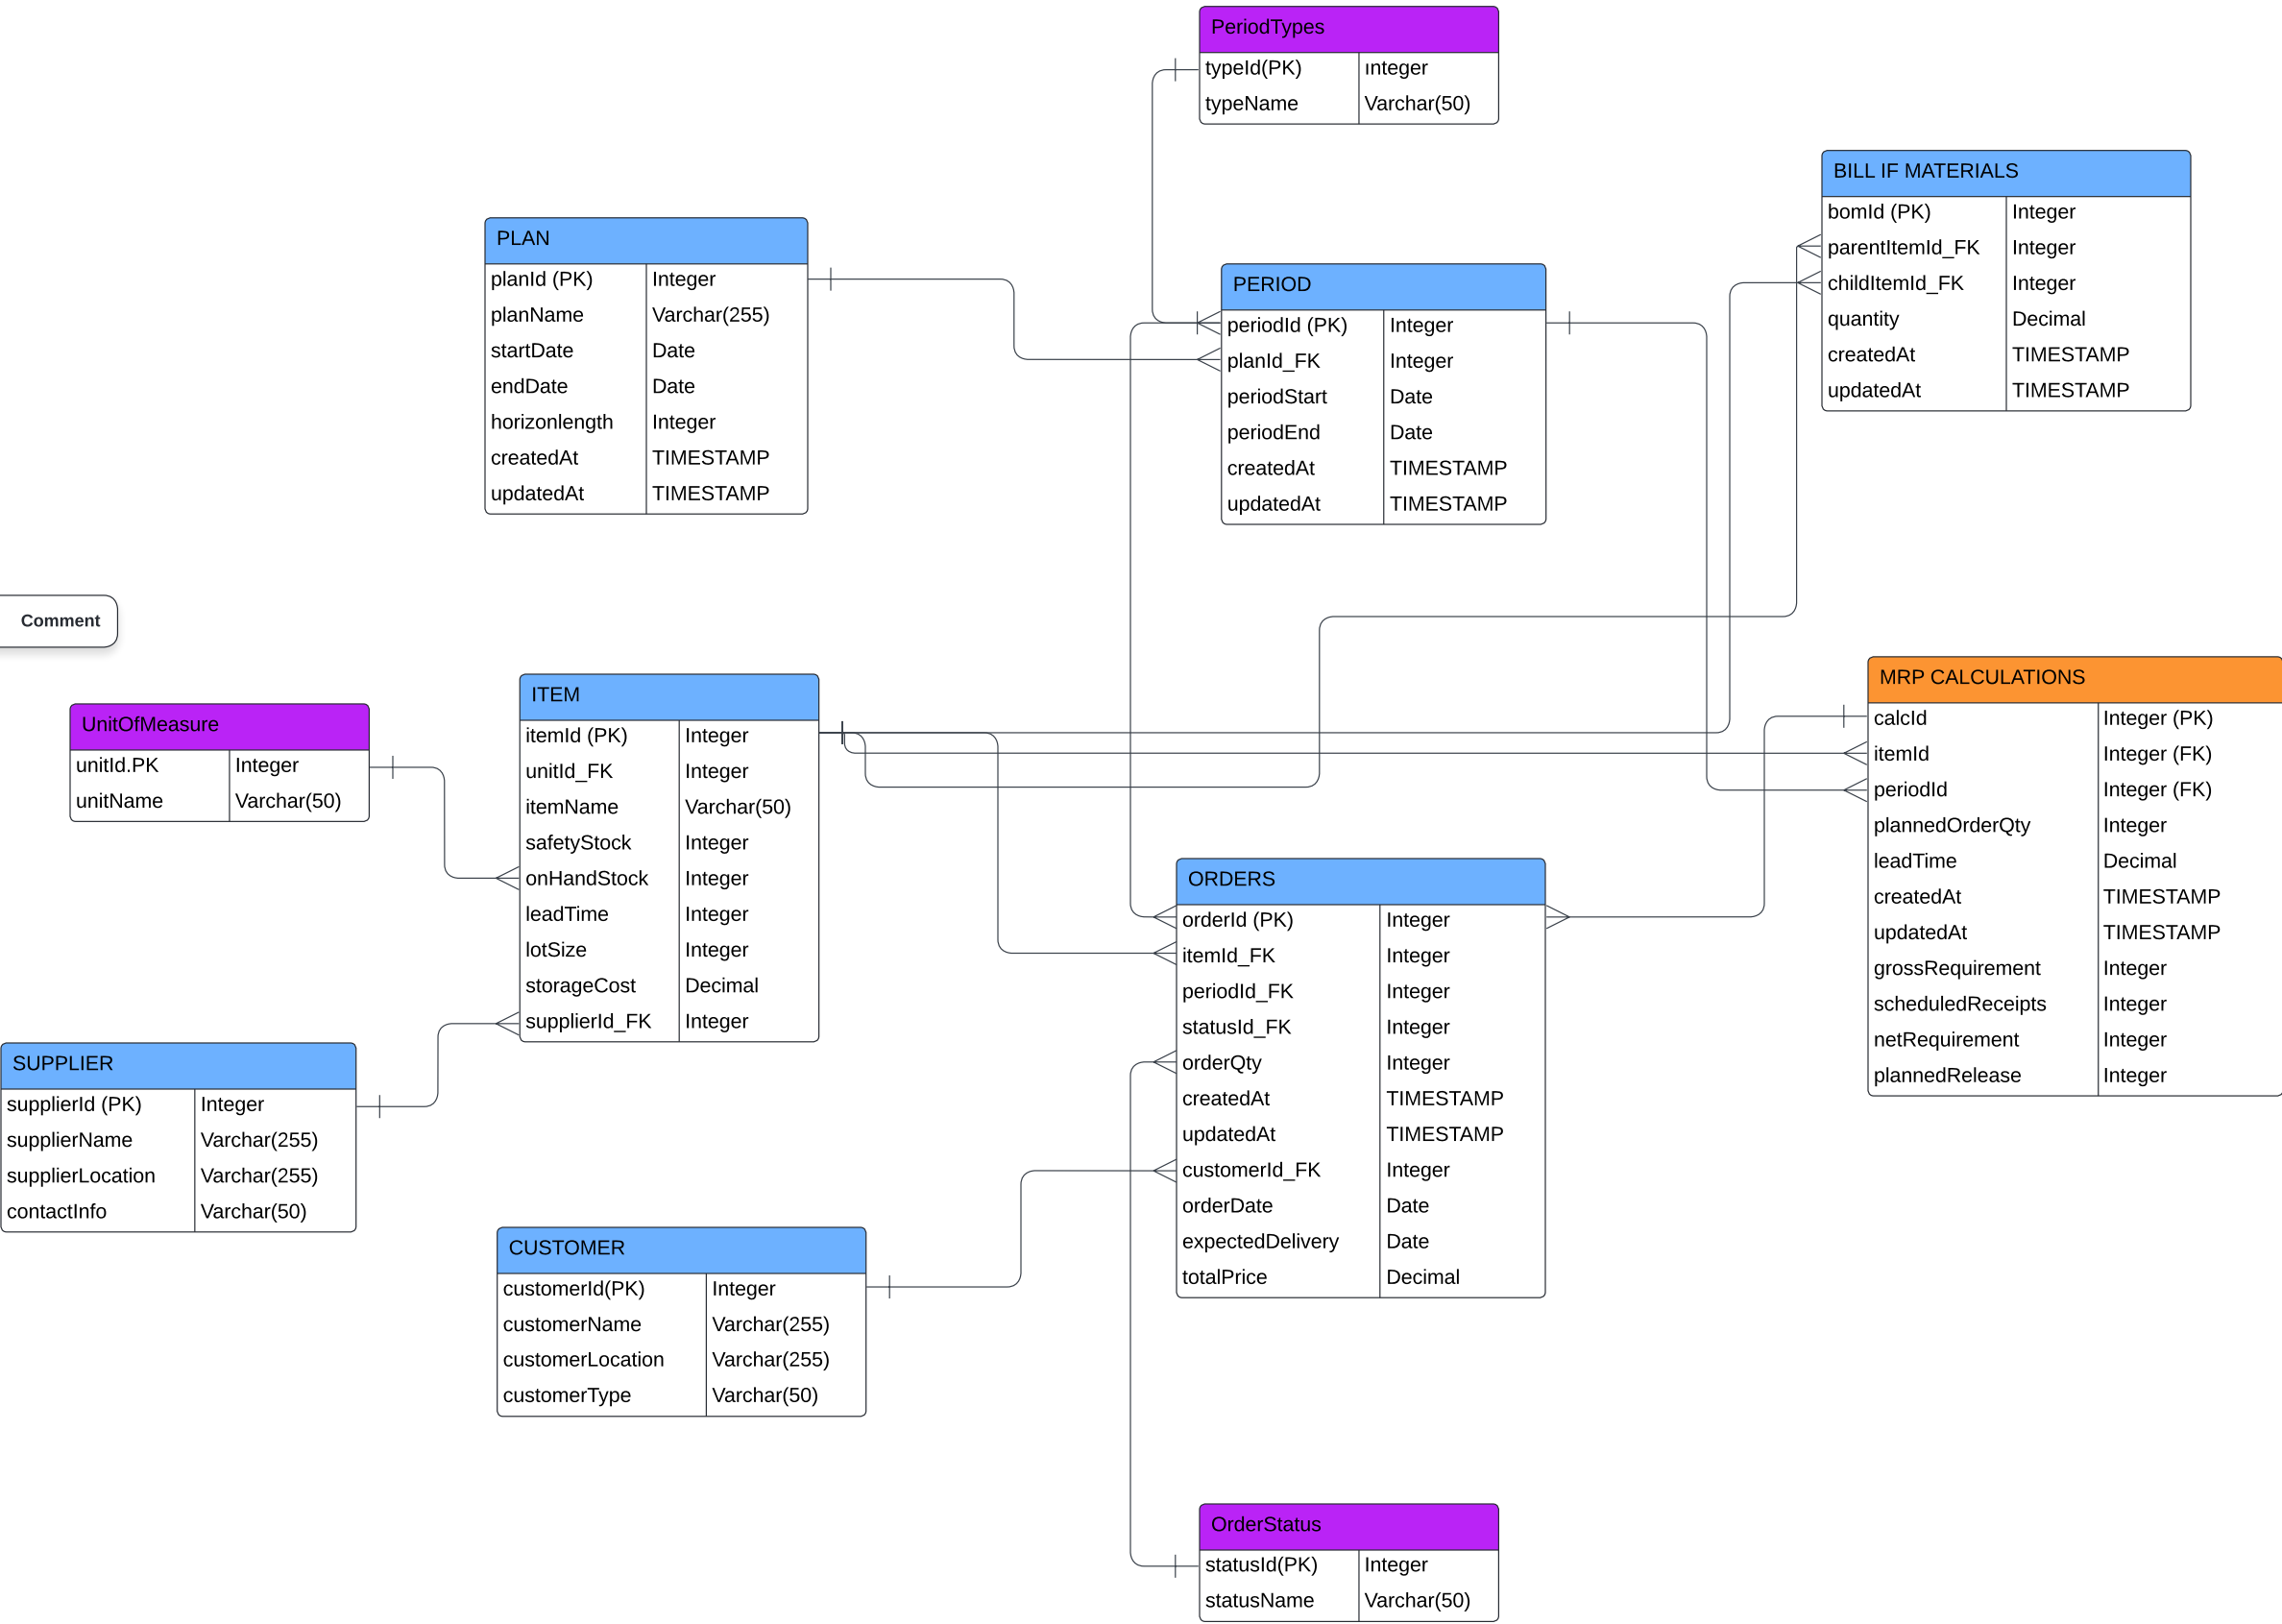 PeriodTypes
typeId(PK) ınteger
typeName Varchar(50)
BILL IF MATERIALS
bomId (PK) Integer
parentItemId_FK Integer
childItemId_FK Integer
quantity Decimal
createdAt TIMESTAMP
updatedAt TIMESTAMP
PLAN
planId (PK) Integer
planName Varchar(255)
startDate Date
endDate Date
horizonlength Integer
createdAt TIMESTAMP
updatedAt TIMESTAMP
PERIOD
periodId (PK) Integer
planId_FK Integer
periodStart Date
periodEnd Date
createdAt TIMESTAMP
updatedAt TIMESTAMP
Comment
UnitOfMeasure
unitId.PK Integer
unitName Varchar(50)
ITEM
itemId (PK) Integer
unitId_FK Integer
itemName Varchar(50)
safetyStock Integer
onHandStock Integer
leadTime Integer
lotSize Integer
storageCost Decimal
supplierId_FK Integer
MRP CALCULATIONS
calcId Integer (PK)
itemId Integer (FK)
periodId Integer (FK)
plannedOrderQty Integer
leadTime Decimal
createdAt TIMESTAMP
updatedAt TIMESTAMP
grossRequirement Integer
scheduledReceipts Integer
netRequirement Integer
plannedRelease Integer
ORDERS
orderId (PK) Integer
itemId_FK Integer
periodId_FK Integer
statusId_FK Integer
orderQty Integer
createdAt TIMESTAMP
updatedAt TIMESTAMP
customerId_FK Integer
orderDate Date
expectedDelivery Date
totalPrice Decimal
SUPPLIER
supplierId (PK) Integer
supplierName Varchar(255)
supplierLocation Varchar(255)
contactInfo Varchar(50)
CUSTOMER
customerId(PK) Integer
customerName Varchar(255)
customerLocation Varchar(255)
customerType Varchar(50)
OrderStatus
statusId(PK) Integer
statusName Varchar(50)